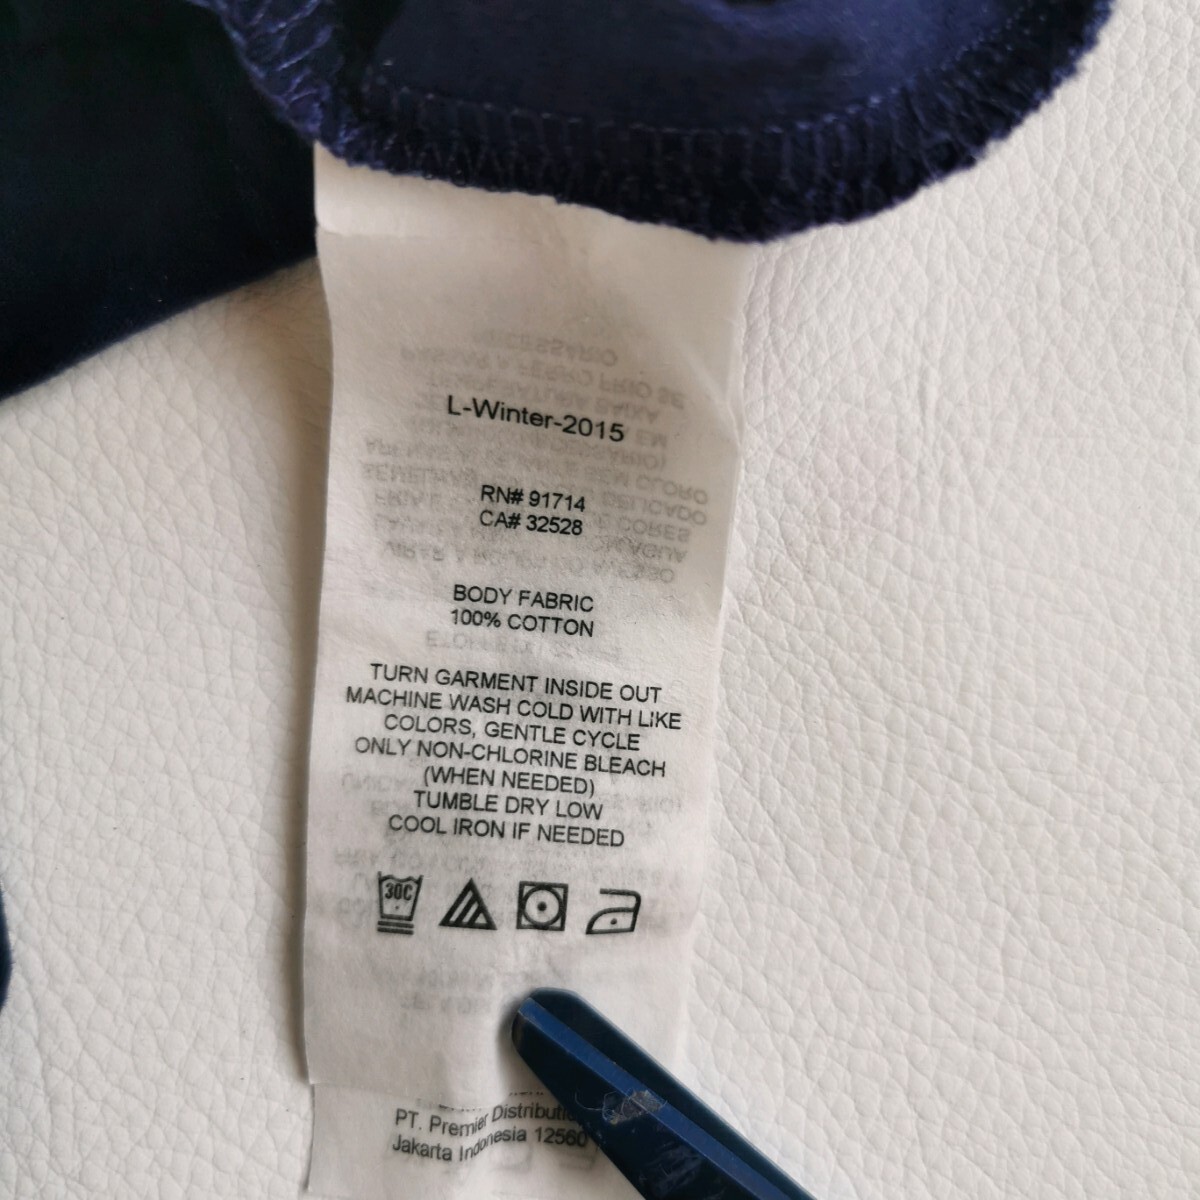 L-Winter-2015
RN# 91714
CA# 32528
BODY FABRIC
100% COTTON
TURN GARMENT INSIDE OUT
MACHINE WASH COLD WITH LIKE
COLORS, GENTLE CYCLE
ONLY NON-CHLORINE BLEACH
(WHEN NEEDED)
TUMBLE DRY LOW
COOL IRON IF NEEDED
30C
PT. Premier
Jakarta Indonesia 12560